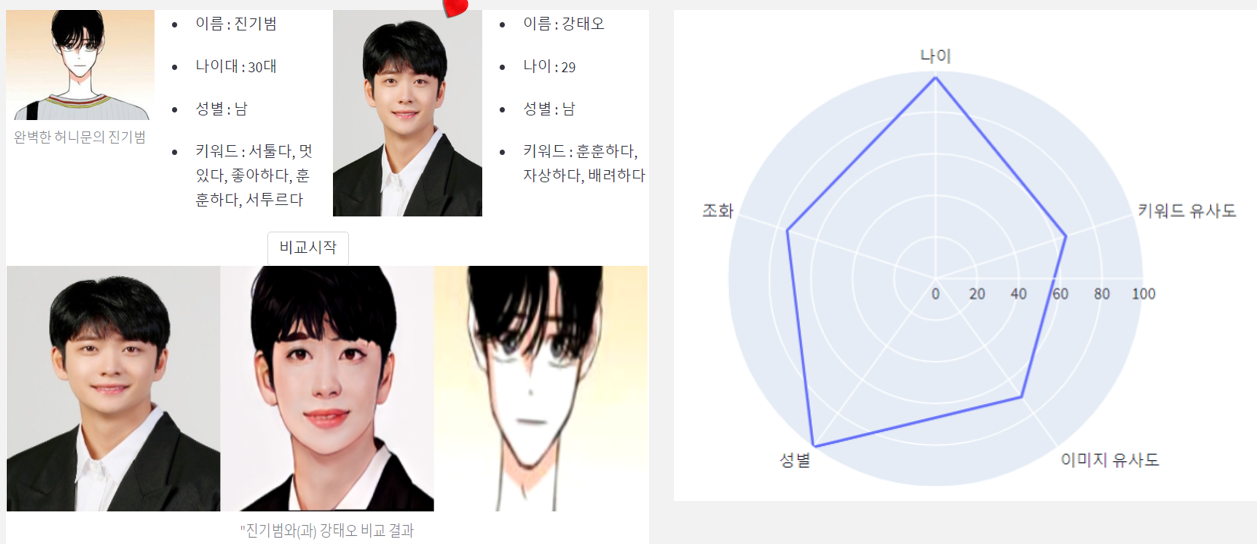 완벽한 허니문의 진기범
이름 : 진기범
나이대 : 30대
성별 : 남
키워드 : 서툴다, 멋
있다, 좋아하다, 훈
훈하다, 서투르다
이름 : 강태오
나이 : 29
성별 : 남
키워드 : 훈훈하다,
자상하다, 배려하다
비교시작
"진기범와(과) 강태오 비교 결과
나이
조화
키워드 유사도
0 20 40 60 80 100
성별
이미지 유사도